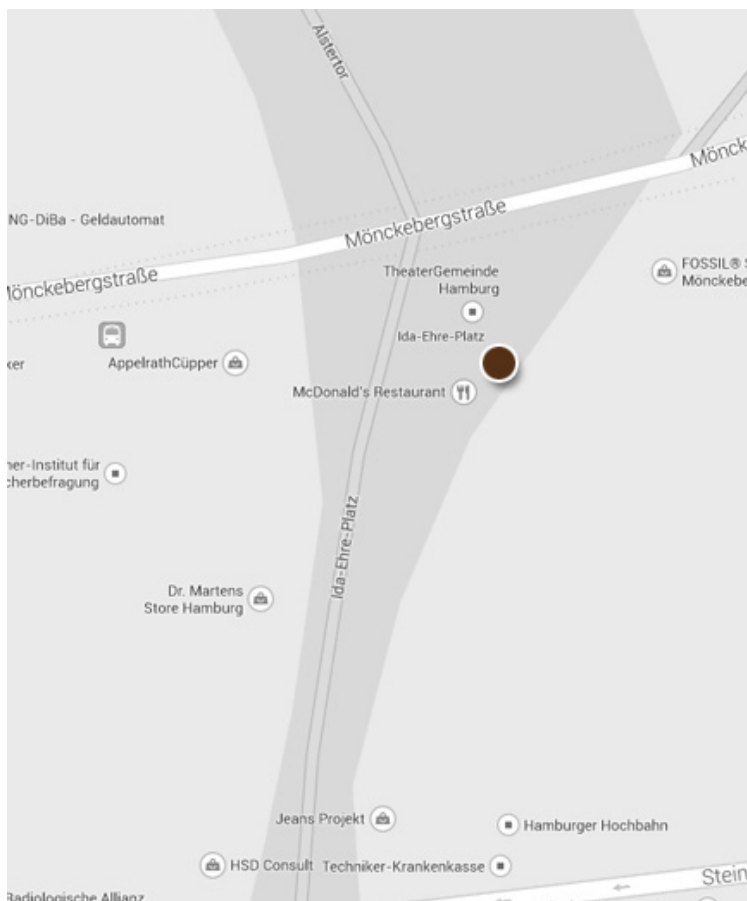 Alstertor
Möncke
NG-DiBa - Geldautomat
Mönckebergstraße
TheaterGemeinde
Hamburg
FOSSIL® S
Mönckebe
Mönckebergstraße
Ida-Ehre-Platz
AppelrathCüpper
ker
McDonald's Restaurant
ner-Institut für
cherbefragung
Ida-Ehre-Platz
Dr. Martens
Store Hamburg
Jeans Projekt
Hamburger Hochbahn
HSD Consult
Techniker-Krankenkasse
Stein
Radiologische Allianz